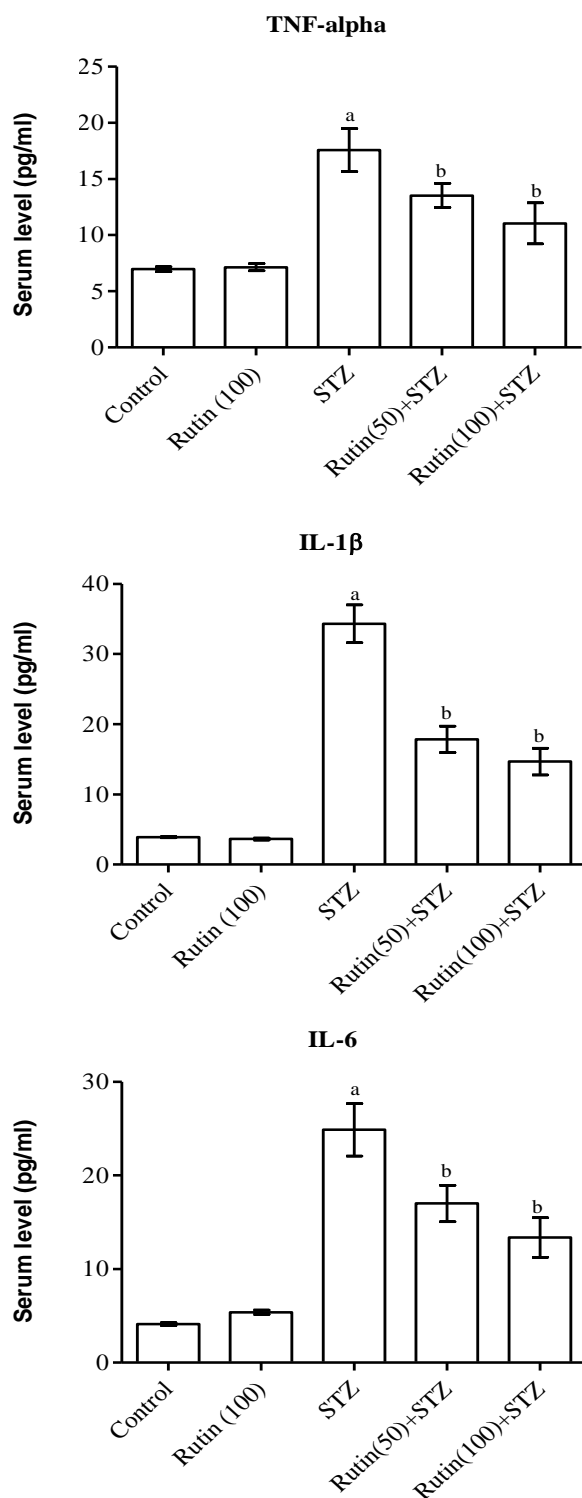 TNF-alpha
Serum level (pg/ml)
25
20
15
10
5
0
a
b
b
Control
Rutin (100)
STZ
Rutin(50)+STZ
Rutin(100)+STZ
IL-1β
Serum level (pg/ml)
40
30
20
10
0
a
b
b
Control
Rutin (100)
STZ
Rutin(50)+STZ
Rutin(100)+STZ
IL-6
Serum level (pg/ml)
30
20
10
0
a
b
b
Control
Rutin (100)
STZ
Rutin(50)+STZ
Rutin(100)+STZ